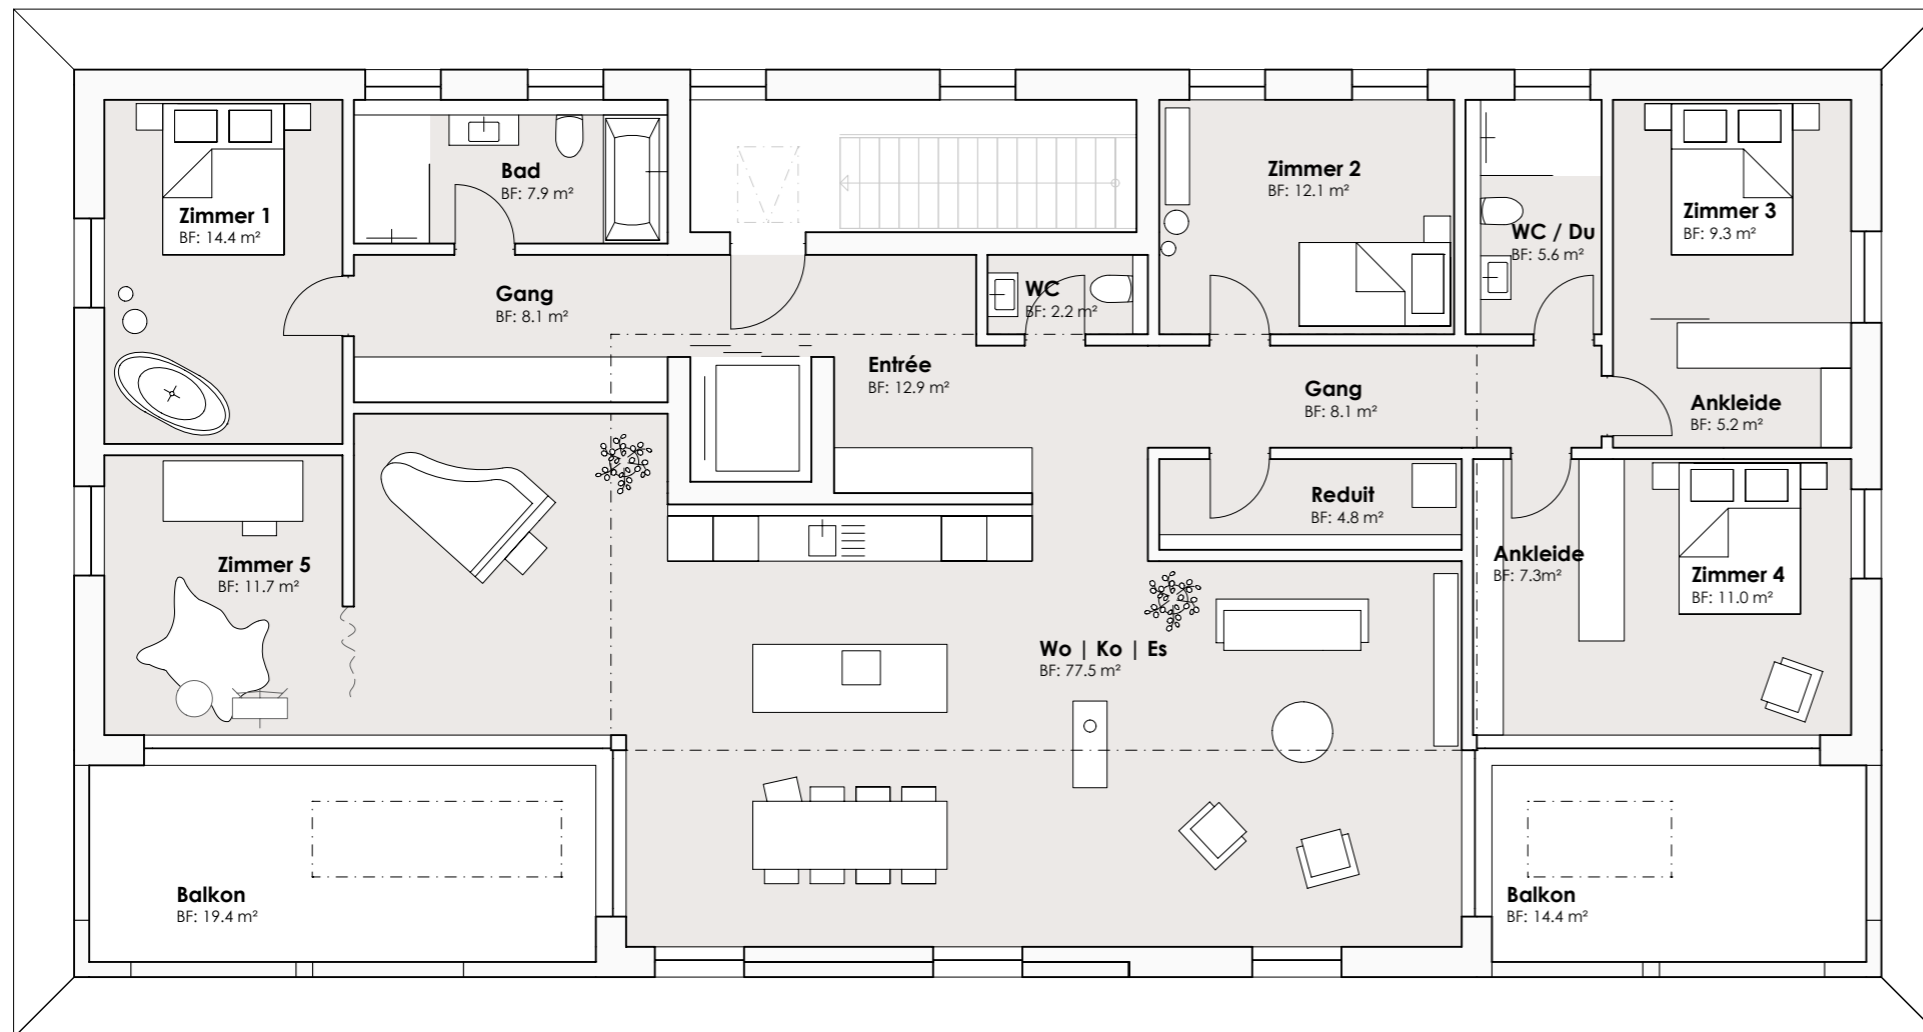 Zimmer 1
BF: 14.4 m²
Bad
BF: 7.9 m²
Zimmer 2
BF: 12.1 m²
WC / Du
BF: 5.6 m²
Zimmer 3
BF: 9.3 m²
Gang
BF: 8.1 m²
WC
BF: 2.2 m²
Entrée
BF: 12.9 m²
Gang
BF: 8.1 m²
Ankleide
BF: 5.2 m²
Reduit
BF: 4.8 m²
Zimmer 5
BF: 11.7 m²
Ankleide
BF: 7.3m²
Zimmer 4
BF: 11.0 m²
Wo | Ko | Es
BF: 77.5 m²
Balkon
BF: 19.4 m²
Balkon
BF: 14.4 m²